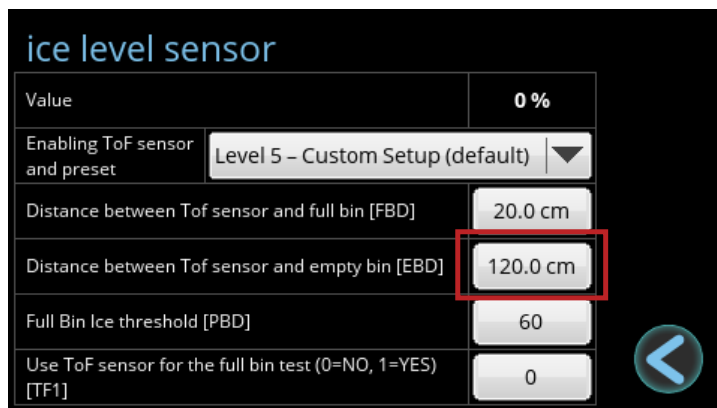 ice level sensor
Value 0 %
Enabling ToF sensor
and preset
Level 5 – Custom Setup (default)
Distance between Tof sensor and full bin [FBD] 20.0 cm
Distance between Tof sensor and empty bin [EBD] 120.0 cm
Full Bin Ice threshold [PBD] 60
Use ToF sensor for the full bin test (0=NO, 1=YES)
[TF1]
0